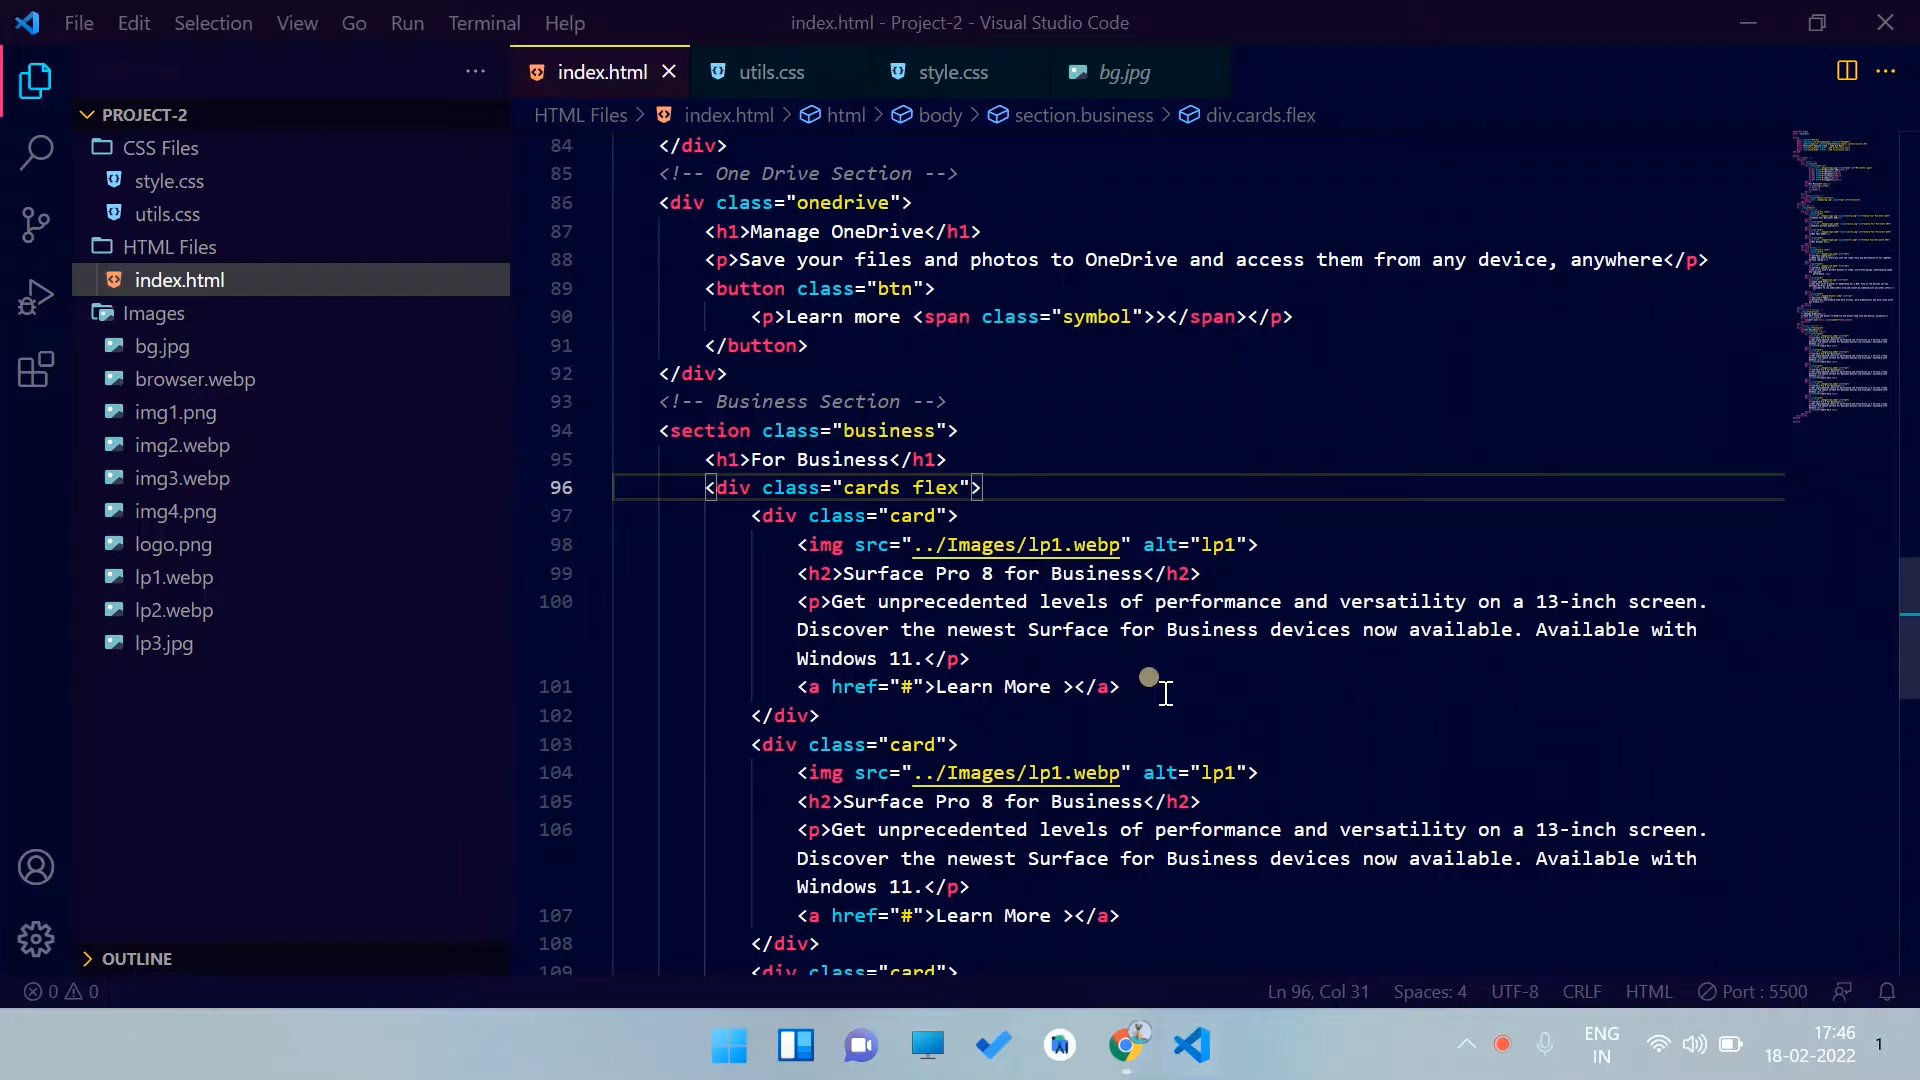 File Edit Selection View Go Run Terminal Help
index.html - Project-2 - Visual Studio Code
index.html utils.css style.css bg.jpg
PROJECT-2
CSS Files
style.css
utils.css
HTML Files
index.html
Images
bg.jpg
browser.webp
img1.png
img2.webp
img3.webp
img4.png
logo.png
lp1.webp
lp2.webp
lp3.jpg
OUTLINE
HTML Files > index.html > html > body > section.business > div.cards.flex
84 </div>
85 <!-- One Drive Section -->
86 <div class="onedrive">
87 <h1>Manage OneDrive</h1>
88 <p>Save your files and photos to OneDrive and access them from any device, anywhere</p>
89 <button class="btn">
90 <p>Learn more <span class="symbol">></span></p>
91 </button>
92 </div>
93 <!-- Business Section -->
94 <section class="business">
95 <h1>For Business</h1>
96 <div class="cards flex">
97 <div class="card">
98 <img src="../Images/lp1.webp" alt="lp1">
99 <h2>Surface Pro 8 for Business</h2>
100 <p>Get unprecedented levels of performance and versatility on a 13-inch screen.
Discover the newest Surface for Business devices now available. Available with
Windows 11.</p>
101 <a href="#">Learn More ></a>
102 </div>
103 <div class="card">
104 <img src="../Images/lp1.webp" alt="lp1">
105 <h2>Surface Pro 8 for Business</h2>
106 <p>Get unprecedented levels of performance and versatility on a 13-inch screen.
Discover the newest Surface for Business devices now available. Available with
Windows 11.</p>
107 <a href="#">Learn More ></a>
108 </div>
109 <div class="card">
0 0 Ln 96, Col 31 Spaces: 4 UTF-8 CRLF HTML Port : 5500
ENG
IN
17:46
18-02-2022
1